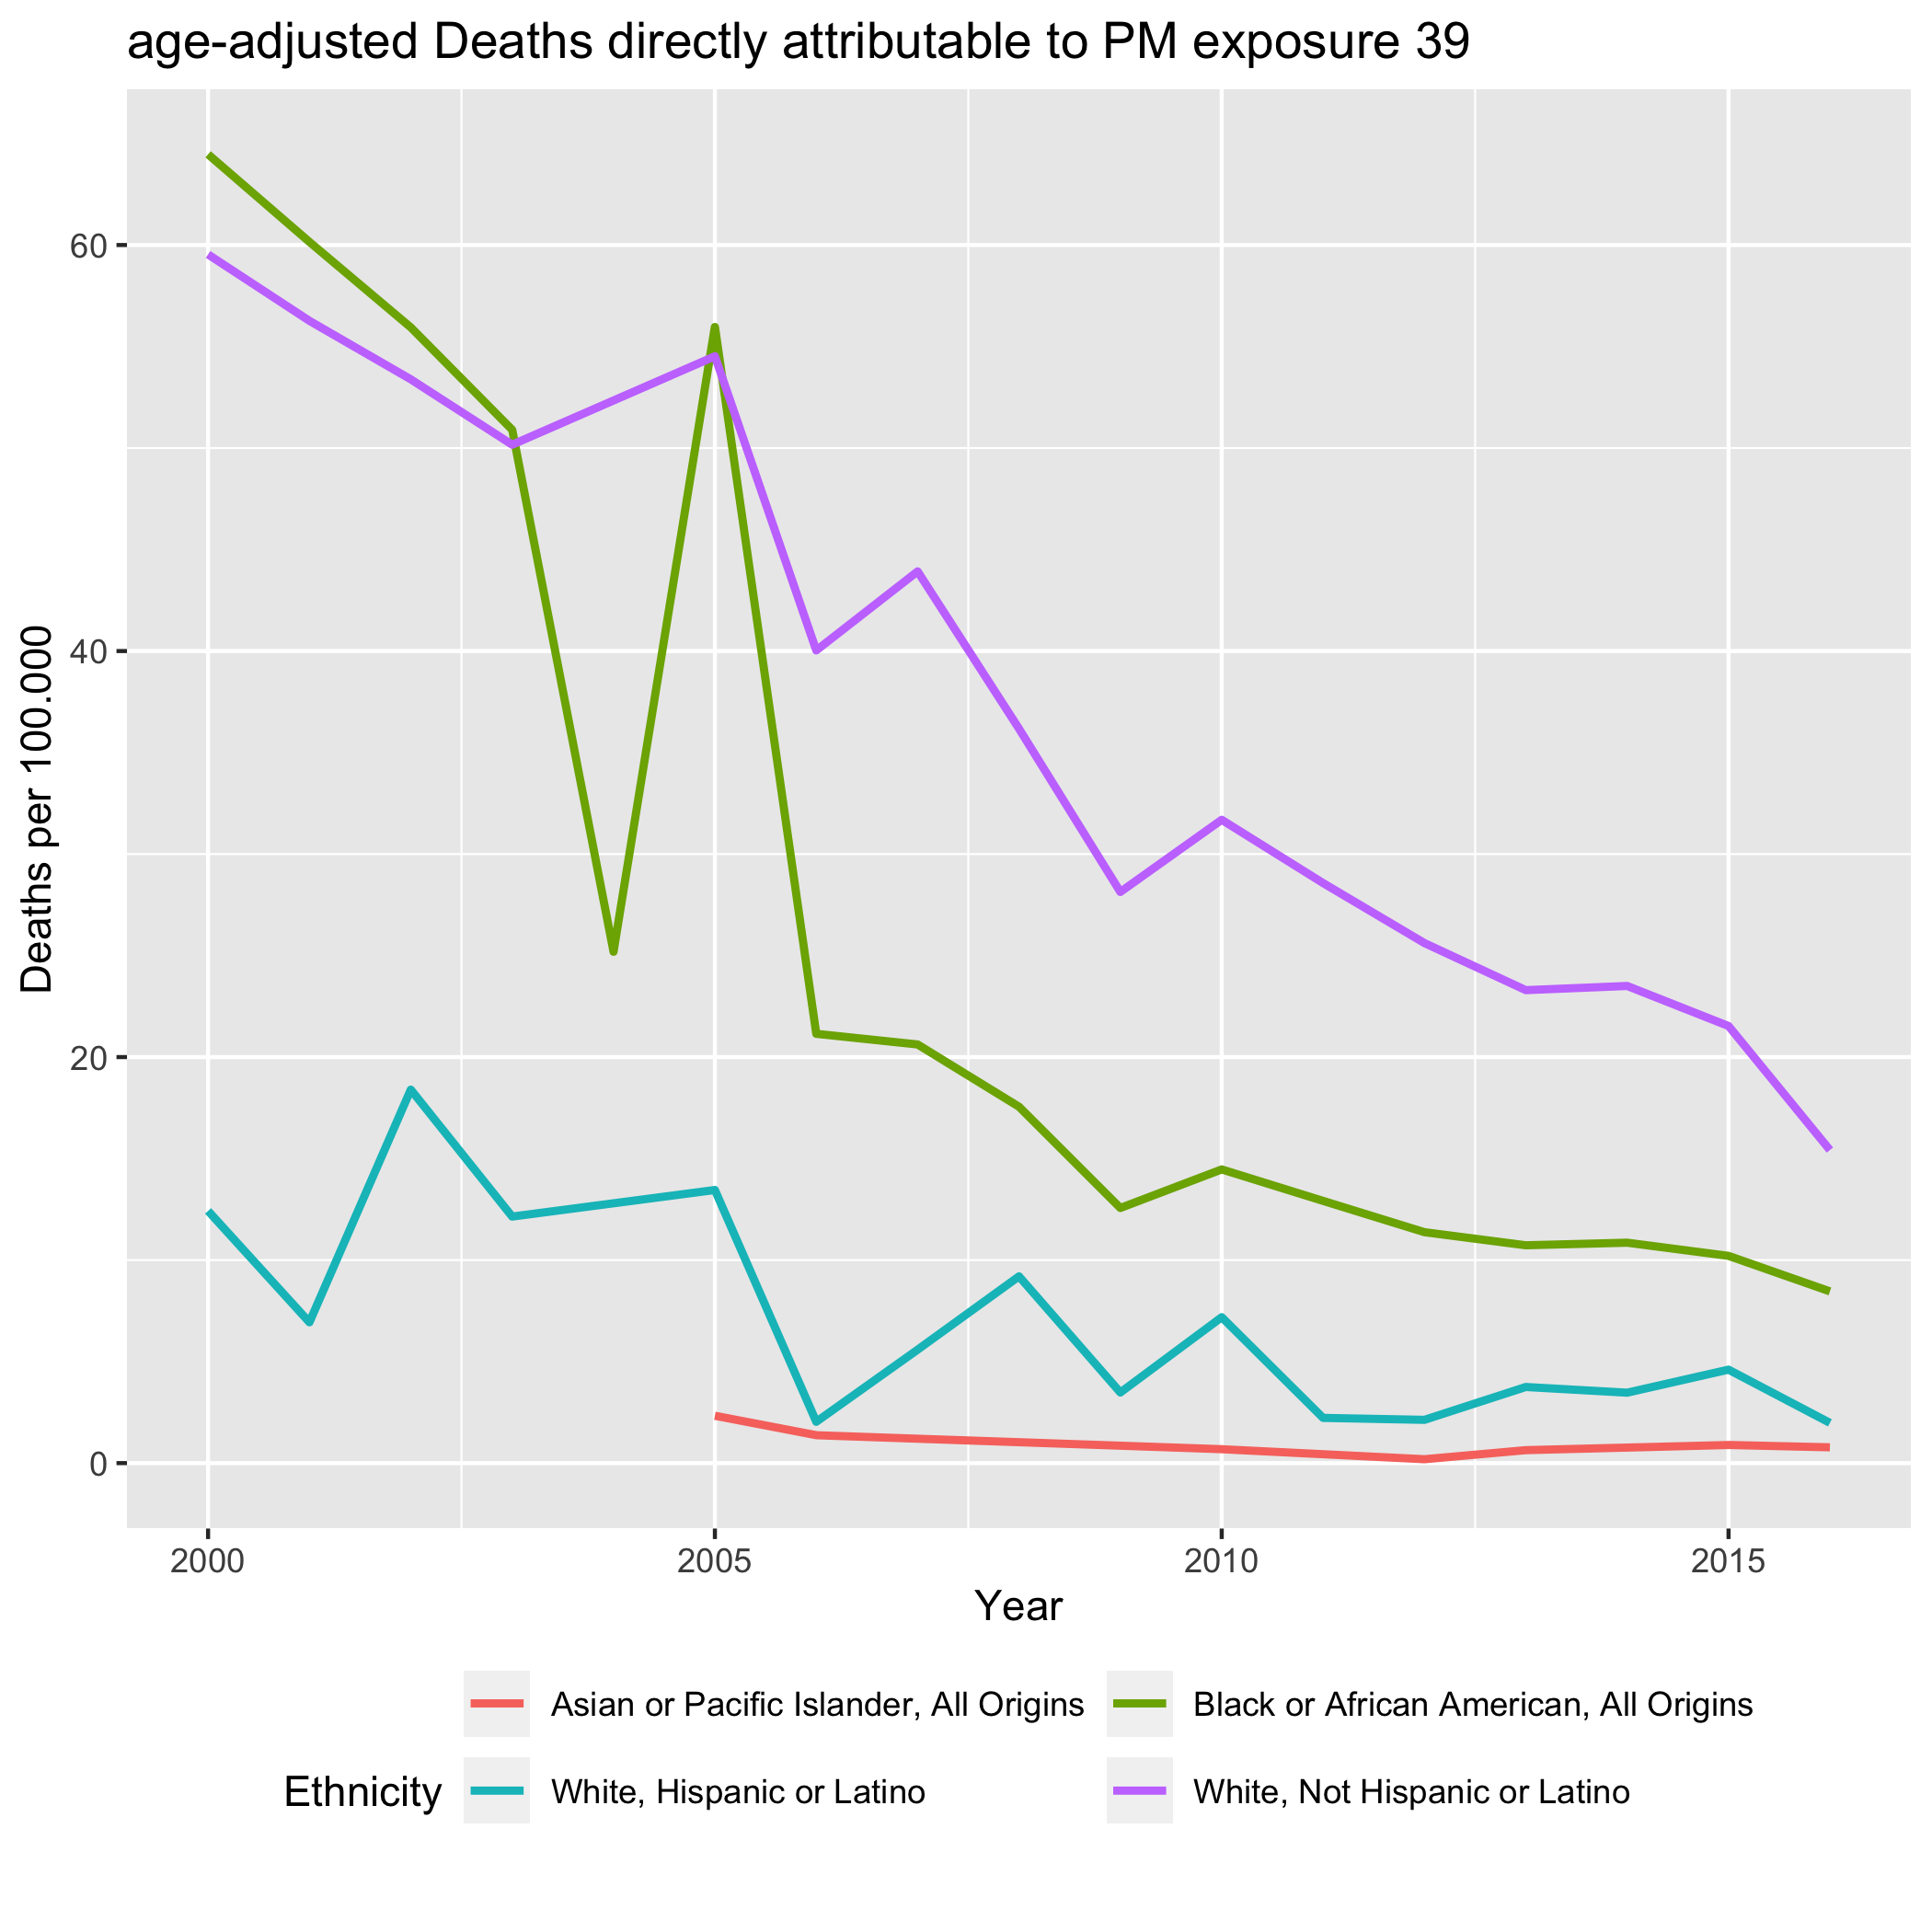 age-adjusted Deaths directly attributable to PM exposure 39
Deaths per 100.000
60
40
20
0
2000 2005 2010 2015
Year
Ethnicity
Asian or Pacific Islander, All Origins
Black or African American, All Origins
White, Hispanic or Latino
White, Not Hispanic or Latino